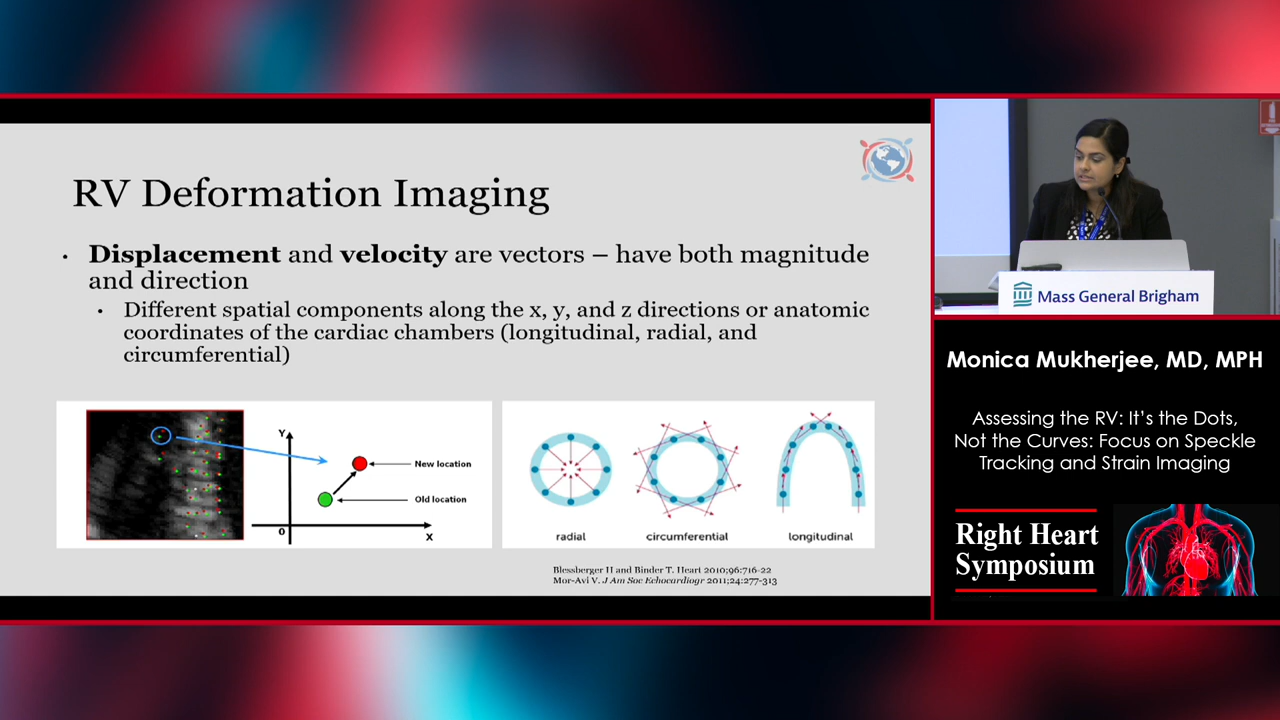 RV Deformation Imaging
• Displacement and velocity are vectors – have both magnitude
and direction
• Different spatial components along the x, y, and z directions or anatomic
coordinates of the cardiac chambers (longitudinal, radial, and
circumferential)
Y
New location
Old location
0
X
radial
circumferential
longitudinal
Blessberger H and Binder T. Heart 2010;96:716-22
Mor-Avi V. J Am Soc Echocardiogr 2011;24:277-313
Mass General Brigham
Monica Mukherjee, MD, MPH
Assessing the RV: It's the Dots,
Not the Curves: Focus on Speckle
Tracking and Strain Imaging
Right Heart
Symposium